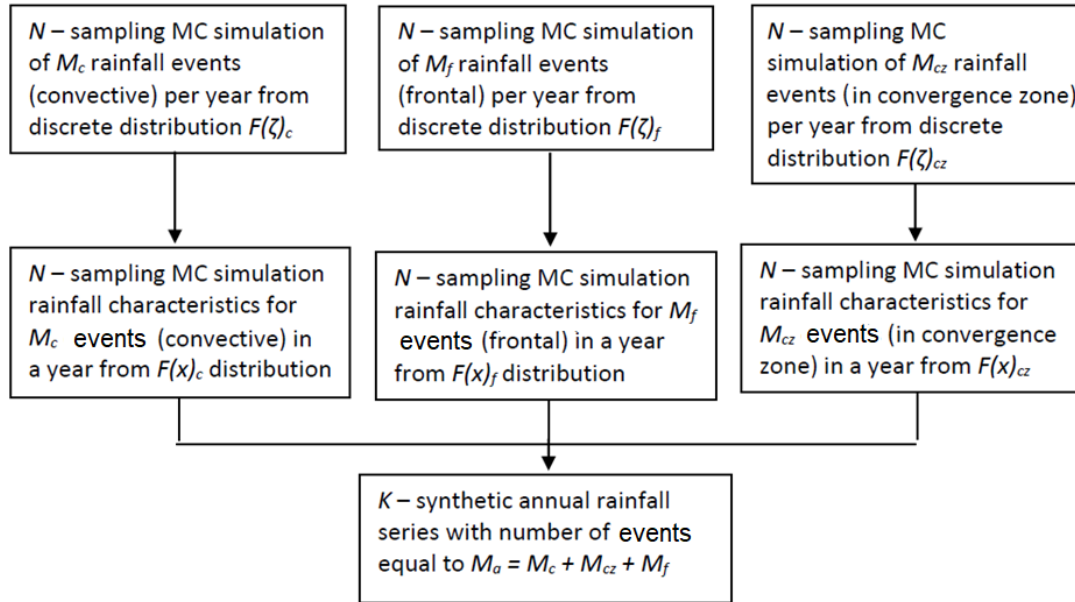 N – sampling MC simulation
of Mc rainfall events
(convective) per year from
discrete distribution F(ζ)c
N – sampling MC simulation
of Mf rainfall events
(frontal) per year from
discrete distribution F(ζ)f
N – sampling MC
simulation of Mcz rainfall
events (in convergence zone)
per year from discrete
distribution F(ζ)cz
N – sampling MC simulation
rainfall characteristics for
Mc events (convective) in
a year from F(x)c distribution
N – sampling MC simulation
rainfall characteristics for Mf
events (frontal) in a year
from F(x)f distribution
N – sampling MC simulation
rainfall characteristics for
Mcz events (in convergence
zone) in a year from F(x)cz
K – synthetic annual rainfall
series with number of events
equal to Ma = Mc + Mcz + Mf